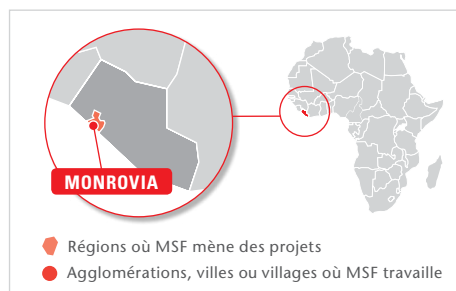 MONROVIA
Régions où MSF mène des projets
Agglomérations, villes ou villages où MSF travaille